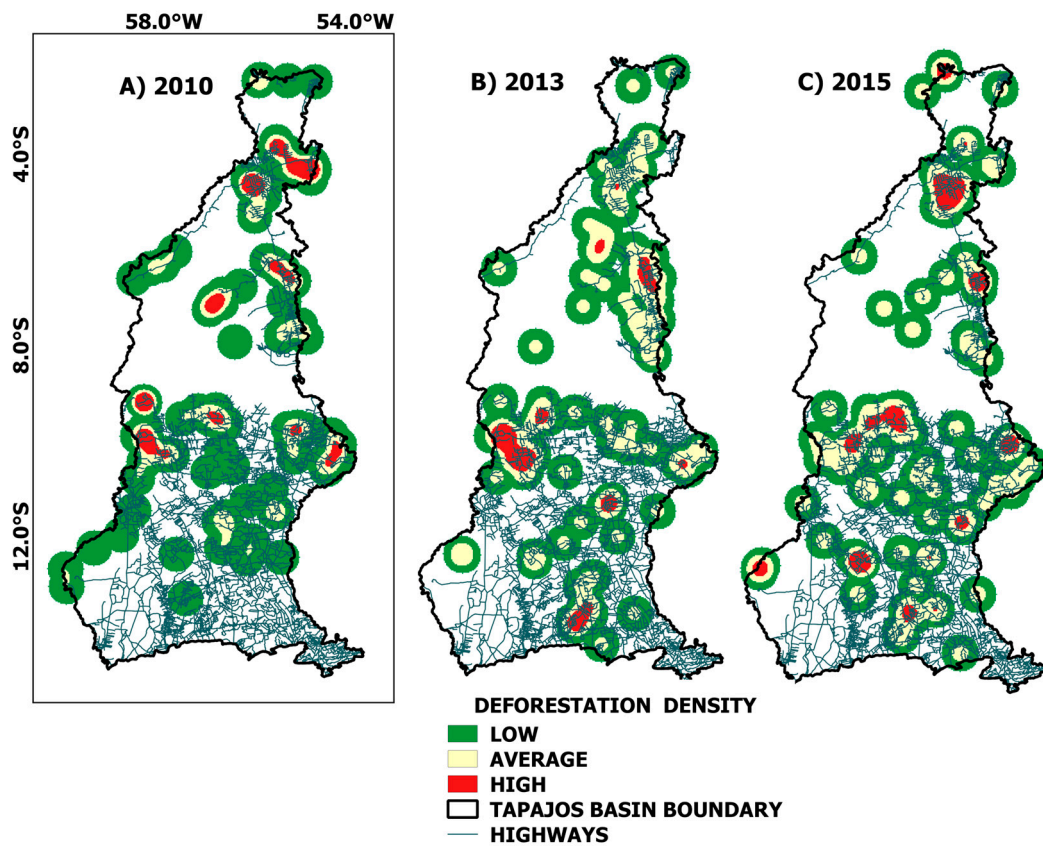 58.0°W 54.0°W
A) 2010
B) 2013
C) 2015
4.0°S
8.0°S
12.0°S
DEFORESTATION DENSITY
LOW
AVERAGE
HIGH
TAPAJOS BASIN BOUNDARY
HIGHWAYS